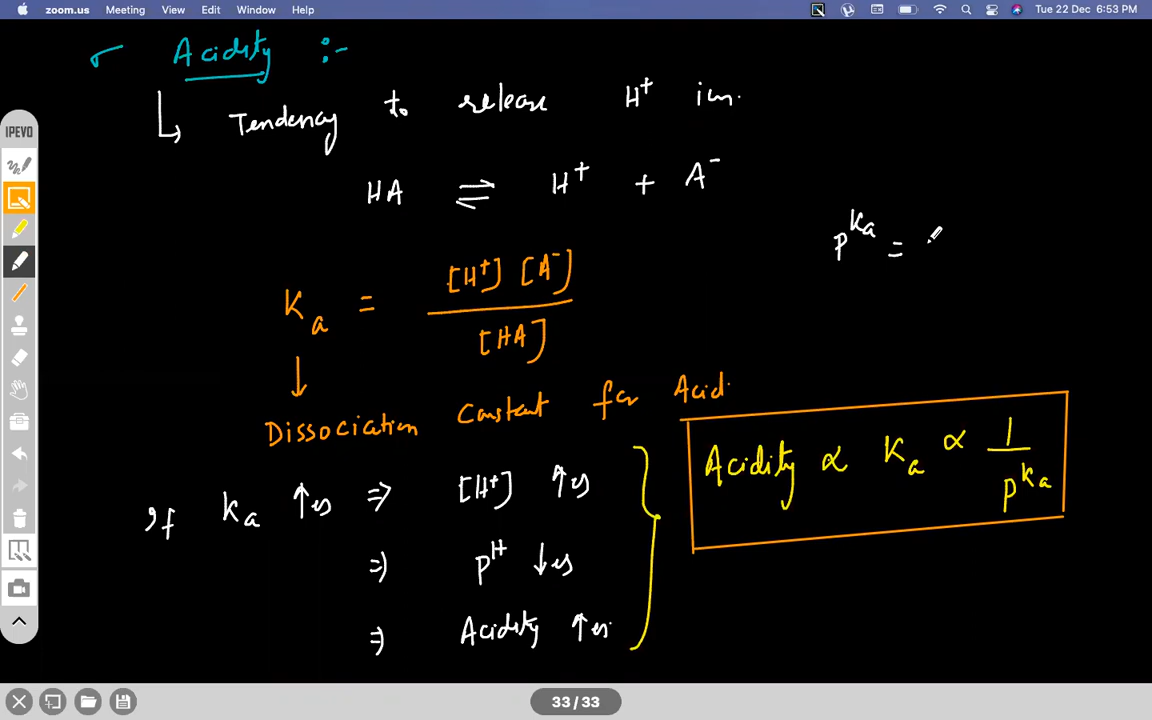 zoom.us Meeting View Edit Window Help Tue 22 Dec 6:53 PM
Acidity :-
Tendency to release H⁺ ion.
HA ⇌ H⁺ + A⁻
pᴷᵃ =
IPEVO
Kₐ = [H⁺] [A⁻] / [HA]
↓
Dissociation Constant for Acid
If Kₐ ↑es ⇒ [H⁺] ↑es
⇒ pᴴ ↓es
⇒ Acidity ↑es
Acidity ∝ Kₐ ∝ 1 / pᴷᵃ
33 / 33